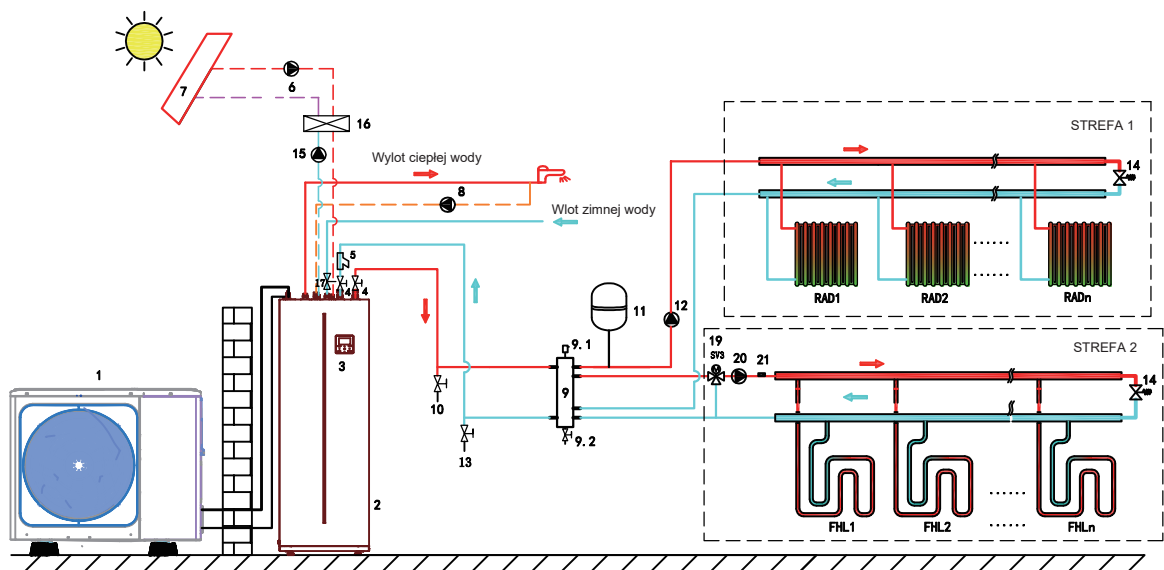 7
6
16
15
Wylot ciepłej wody
8
Wlot zimnej wody
5
17
4
4
STREFA 1
14
RAD1
RAD2
RADn
11
12
STREFA 2
19
SV3
20
21
14
9.1
9
9.2
10
13
1
3
2
FHL1
FHL2
FHLn